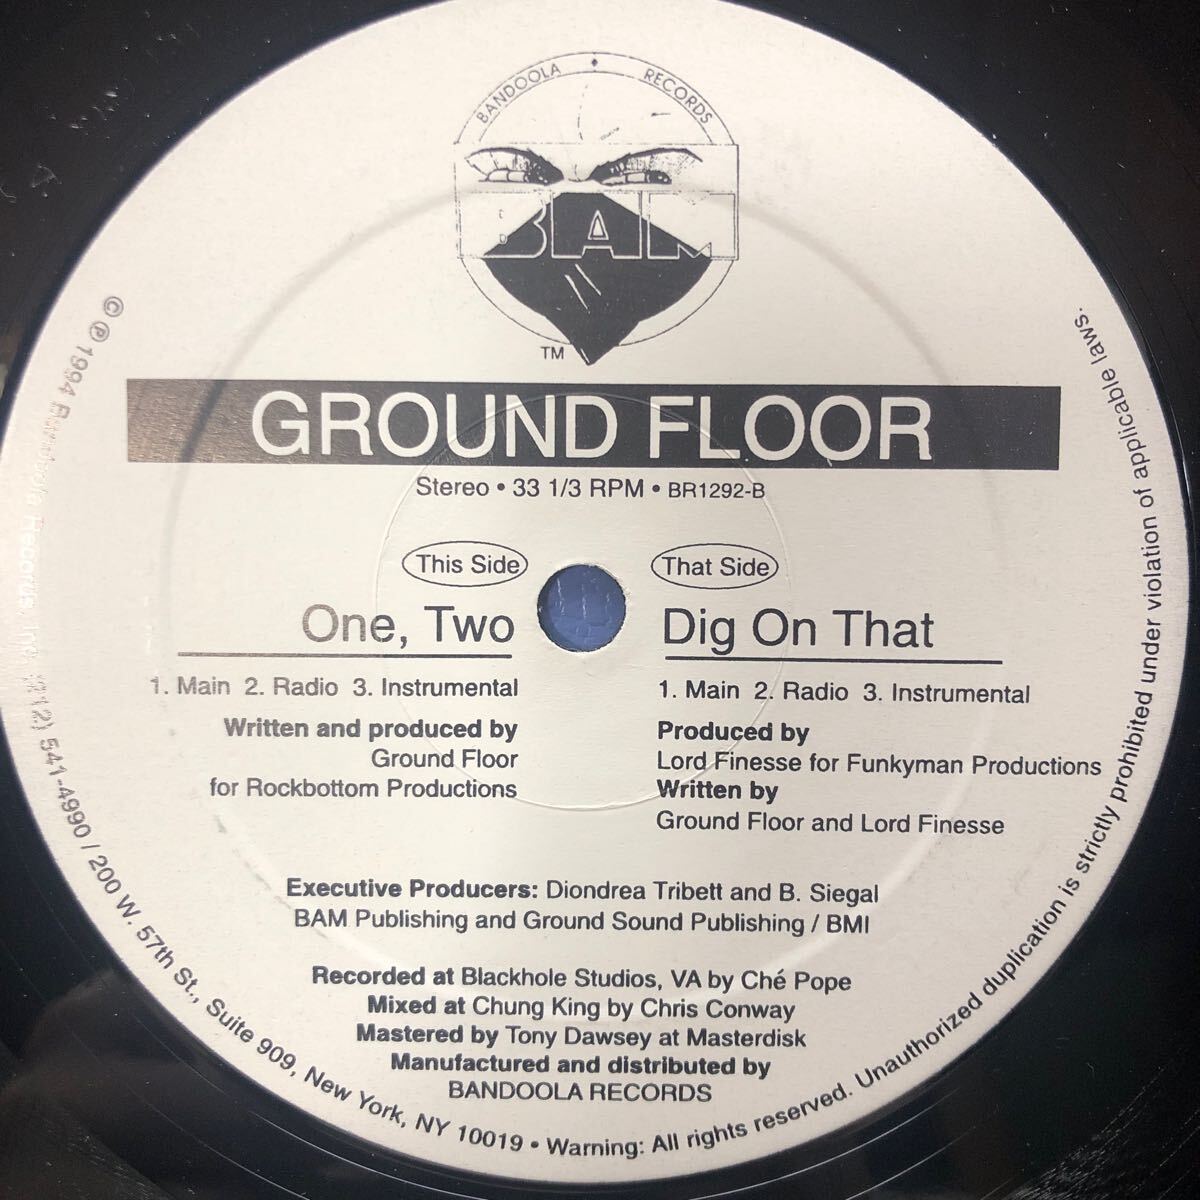 BANDOOLA • RECORDS
BAM
TM
GROUND FLOOR
Stereo • 33 1/3 RPM • BR1292-B
This Side
One, Two
1. Main 2. Radio 3. Instrumental
Written and produced by
Ground Floor
for Rockbottom Productions
That Side
Dig On That
1. Main 2. Radio 3. Instrumental
Produced by
Lord Finesse for Funkyman Productions
Written by
Ground Floor and Lord Finesse
Executive Producers: Diondrea Tribett and B. Siegal
BAM Publishing and Ground Sound Publishing / BMI
Recorded at Blackhole Studios, VA by Ché Pope
Mixed at Chung King by Chris Conway
Mastered by Tony Dawsey at Masterdisk
Manufactured and distributed by
BANDOOLA RECORDS
© ℗ 1994 Bandoola Records, Inc. (212) 541-4990 / 200 W. 57th St., Suite 909, New York, NY 10019 • Warning: All rights reserved. Unauthorized duplication is strictly prohibited under violation of applicable laws.